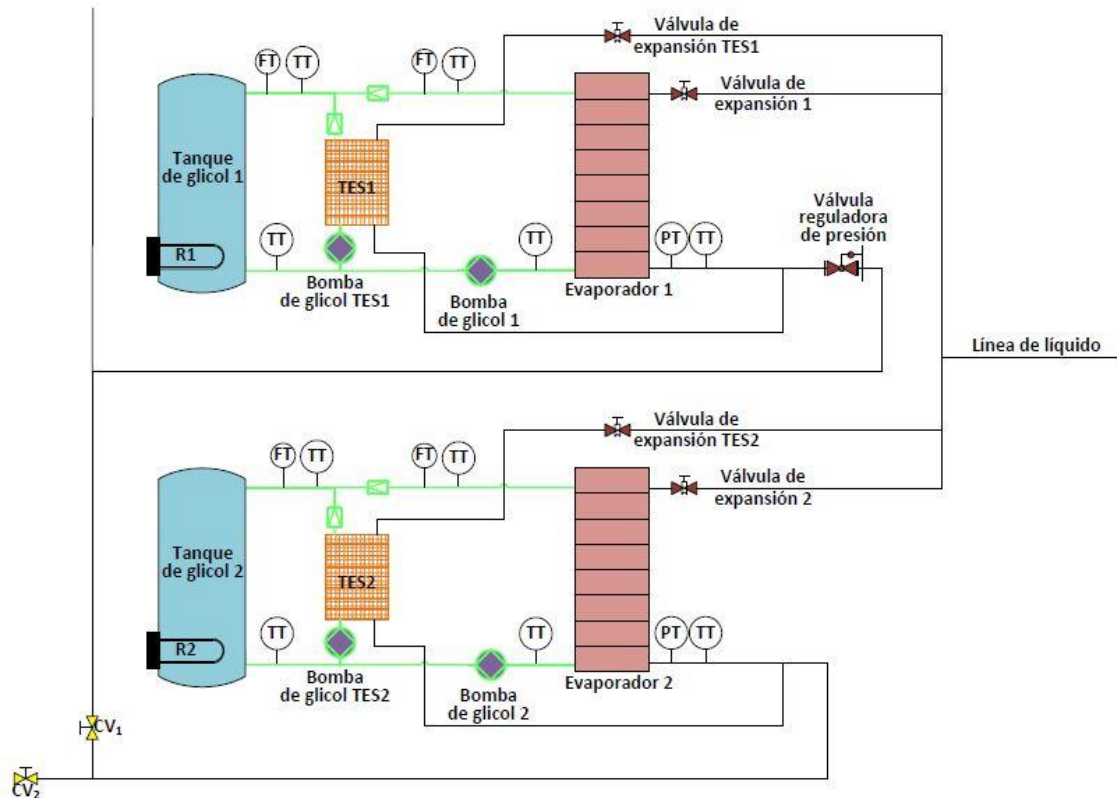 Válvula de
expansión TES1
FT
TT
FT
TT
Válvula de
expansión 1
Tanque
de glicol 1
TES1
Válvula
reguladora
de presión
R1
TT
TT
PT
TT
Bomba
de glicol TES1
Bomba
de glicol 1
Evaporador 1
Línea de líquido
Válvula de
expansión TES2
FT
TT
FT
TT
Válvula de
expansión 2
Tanque
de glicol 2
TES2
R2
TT
TT
PT
TT
Bomba
de glicol TES2
Bomba
de glicol 2
Evaporador 2
CV₁
CV₂